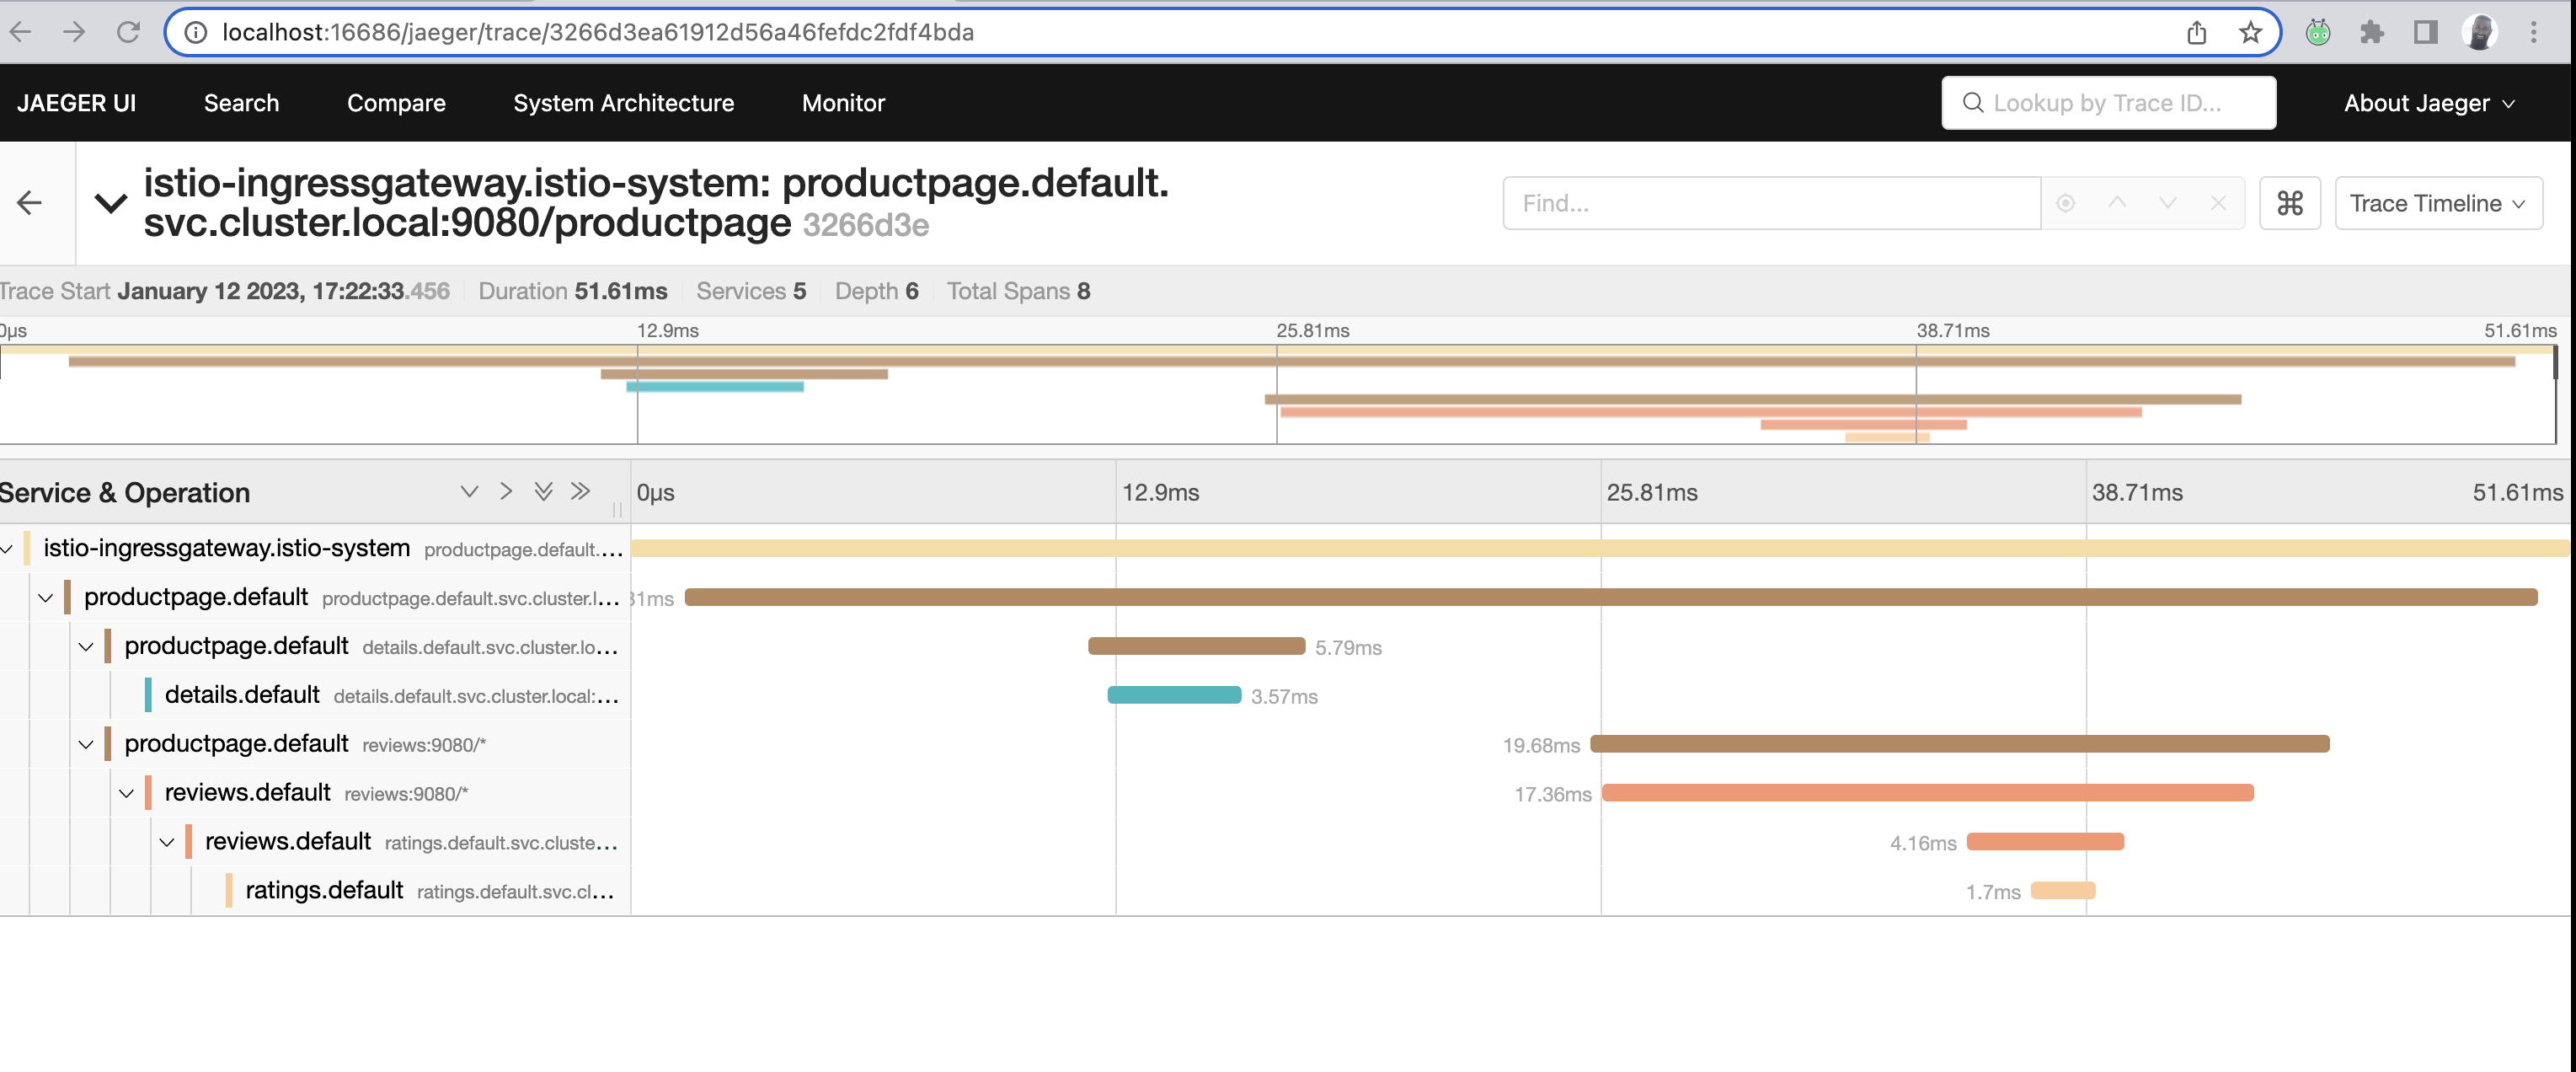 localhost:16686/jaeger/trace/3266d3ea61912d56a46fefdc2fdf4bda
JAEGER UI Search Compare System Architecture Monitor Lookup by Trace ID... About Jaeger
istio-ingressgateway.istio-system: productpage.default.
svc.cluster.local:9080/productpage 3266d3e
Find... ⌘ Trace Timeline
Trace Start January 12 2023, 17:22:33.456 Duration 51.61ms Services 5 Depth 6 Total Spans 8
0µs 12.9ms 25.81ms 38.71ms 51.61ms
Service & Operation 0µs 12.9ms 25.81ms 38.71ms 51.61ms
istio-ingressgateway.istio-system productpage.default....
productpage.default productpage.default.svc.cluster.l... 31ms
productpage.default details.default.svc.cluster.lo... 5.79ms
details.default details.default.svc.cluster.local:... 3.57ms
productpage.default reviews:9080/* 19.68ms
reviews.default reviews:9080/* 17.36ms
reviews.default ratings.default.svc.cluste... 4.16ms
ratings.default ratings.default.svc.cl... 1.7ms